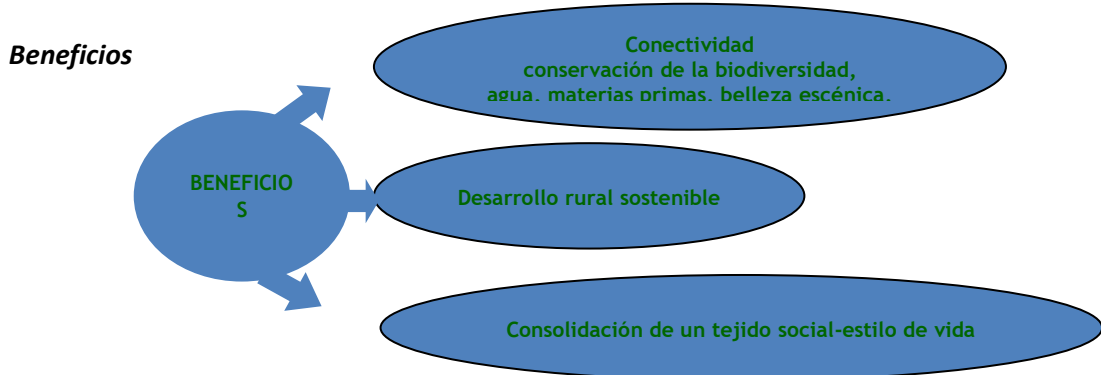 Beneficios
Conectividad
conservación de la biodiversidad,
agua, materias primas, belleza escénica,
BENEFICIO
S
Desarrollo rural sostenible
Consolidación de un tejido social-estilo de vida